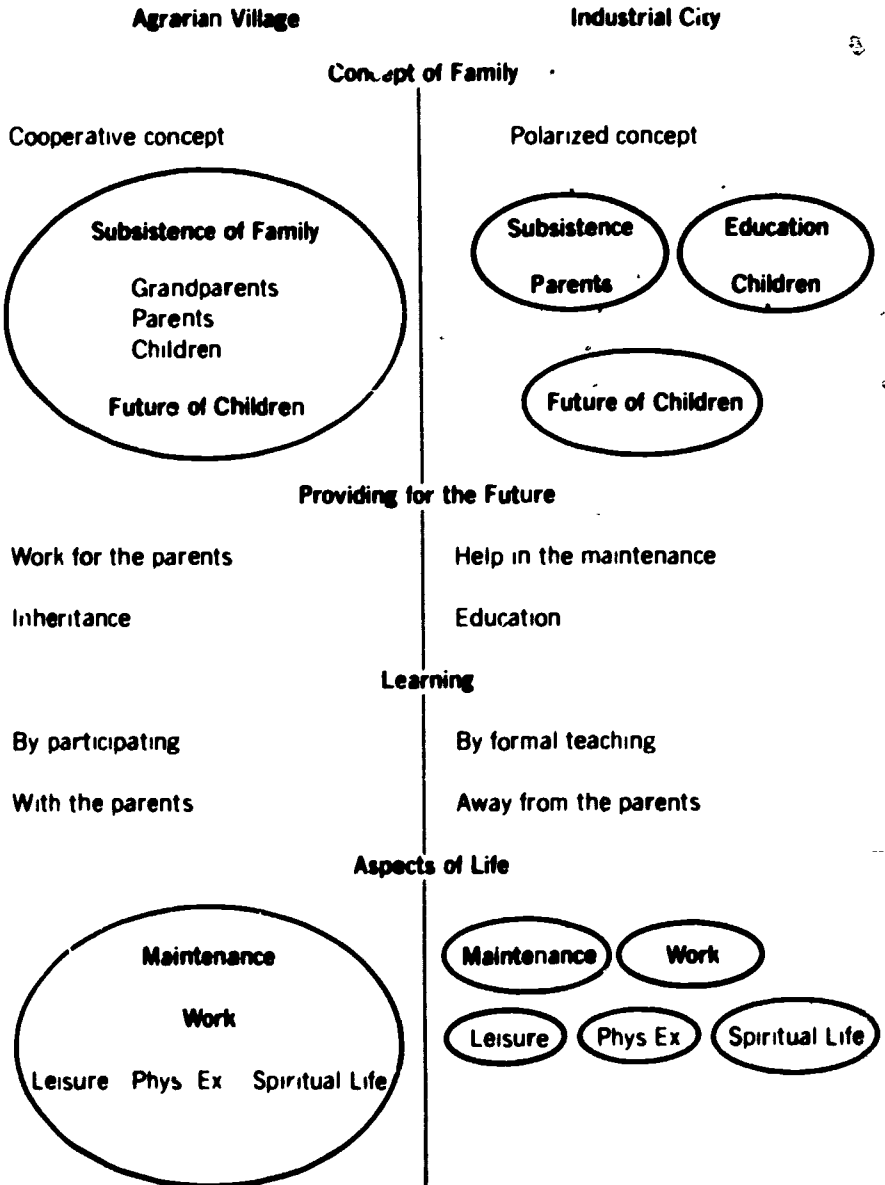 Agrarian Village
Industrial City
Concept of Family
Cooperative concept
Polarized concept
Subsistence of Family
Grandparents
Parents
Children
Future of Children
Subsistence
Parents
Education
Children
Future of Children
Providing for the Future
Work for the parents
Help in the maintenance
Inheritance
Education
Learning
By participating
By formal teaching
With the parents
Away from the parents
Aspects of Life
Maintenance
Work
Leisure Phys Ex Spiritual Life
Maintenance
Work
Leisure
Phys Ex
Spiritual Life